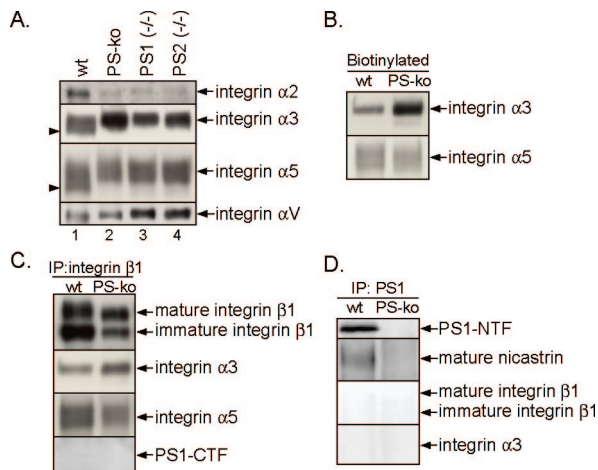 A.
wt
PS-ko
PS1 (-/-)
PS2 (-/-)
integrin α2
integrin α3
integrin α5
integrin αV
1 2 3 4
B.
Biotinylated
wt PS-ko
integrin α3
integrin α5
C.
IP:integrin β1
wt PS-ko
mature integrin β1
immature integrin β1
integrin α3
integrin α5
PS1-CTF
D.
IP: PS1
wt PS-ko
PS1-NTF
mature nicastrin
mature integrin β1
immature integrin β1
integrin α3